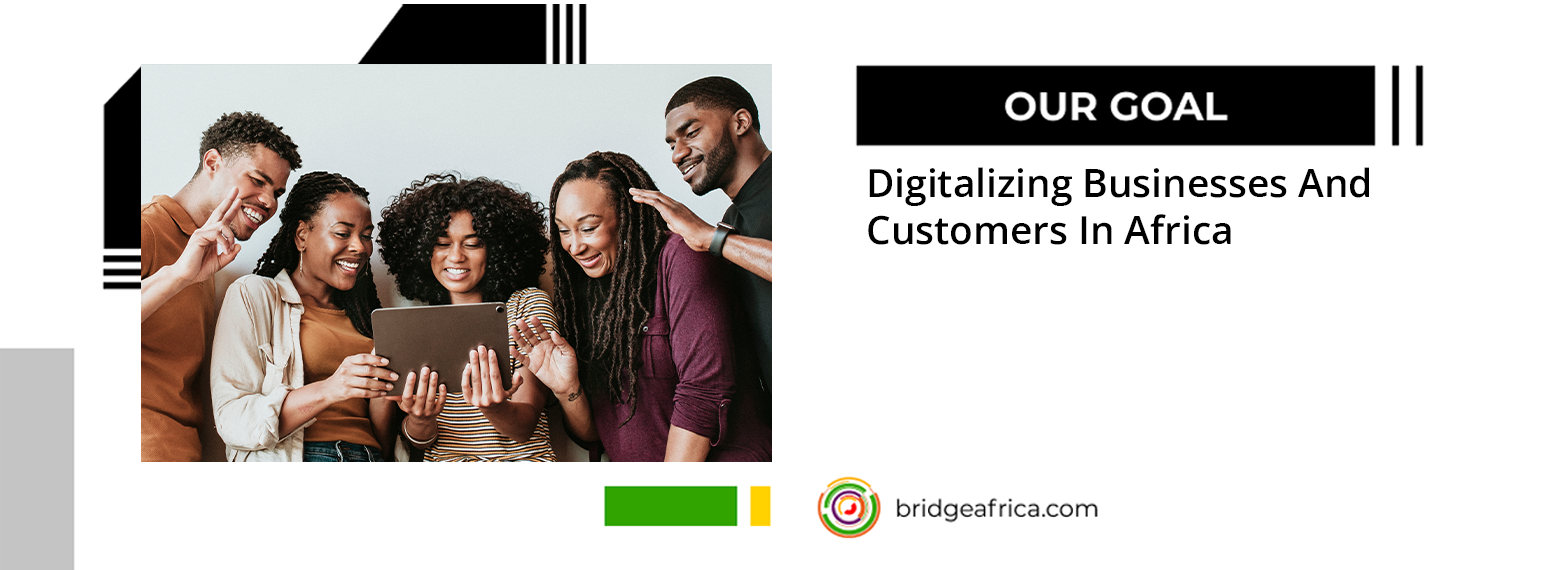 OUR GOAL
Digitalizing Businesses And
Customers In Africa
bridgeafrica.com